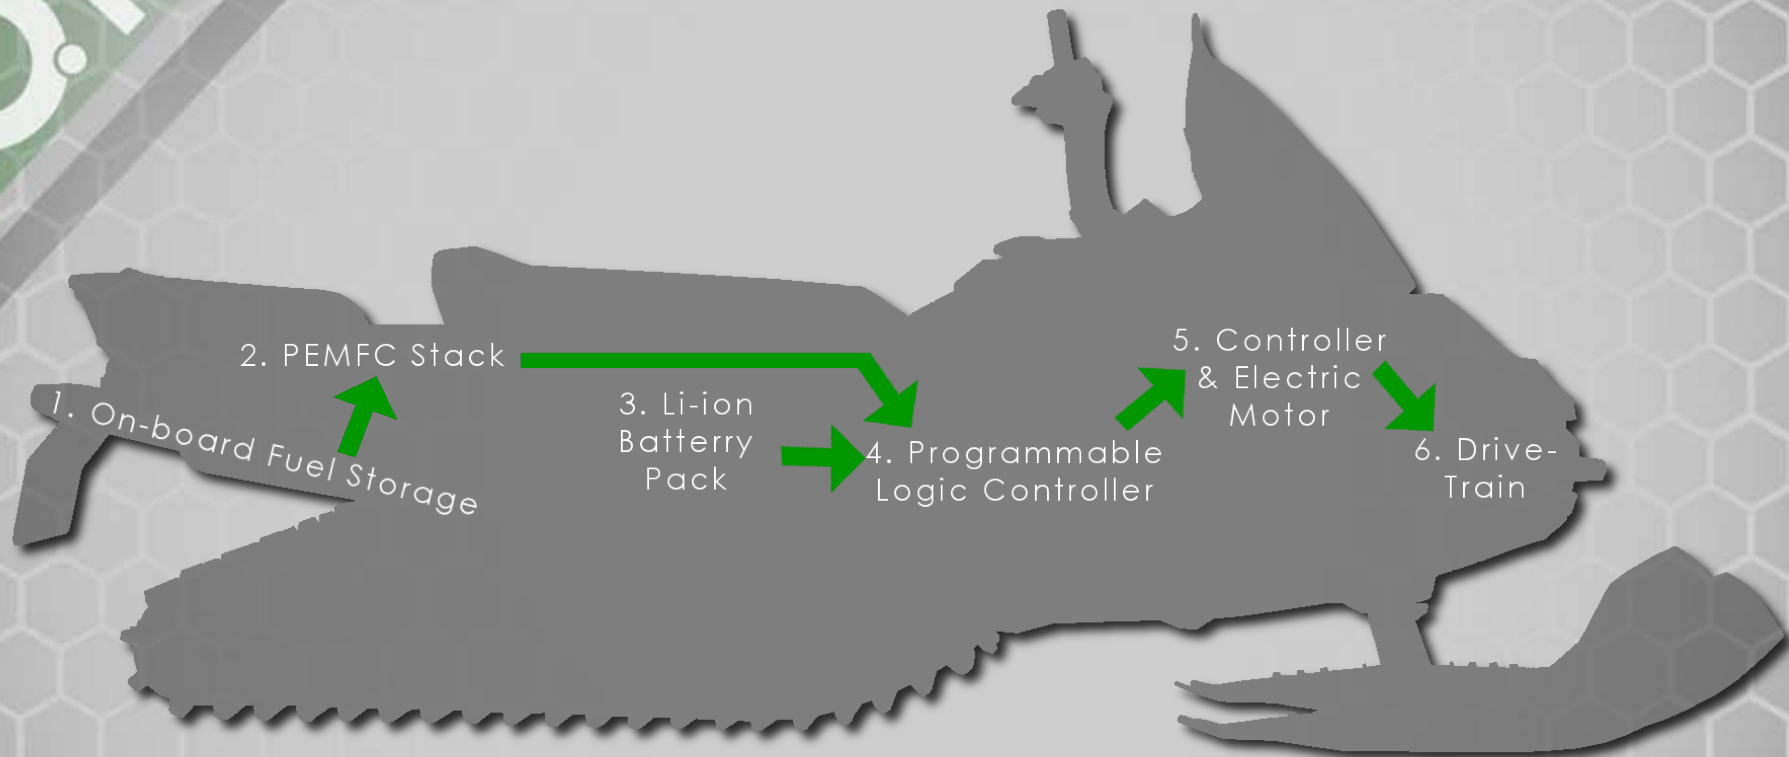 2. PEMFC Stack
1. On-board Fuel Storage
3. Li-ion
Batterry
Pack
4. Programmable
Logic Controller
5. Controller
& Electric
Motor
6. Drive-
Train